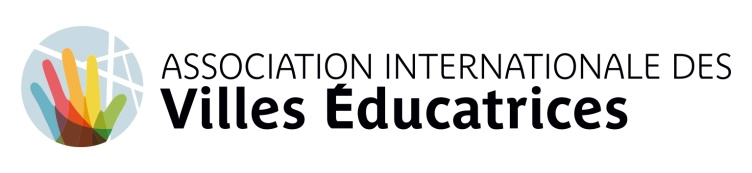 ASSOCIATION INTERNATIONALE DES
Villes Éducatrices